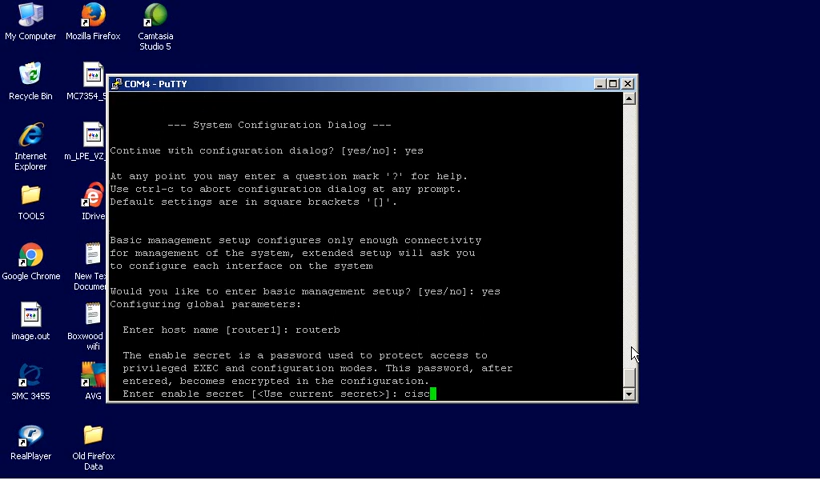 My Computer
Mozilla Firefox
Camtasia
Studio 5
COM4 - PuTTY
Recycle Bin
MC7354_5
--- System Configuration Dialog ---
Continue with configuration dialog? [yes/no]: yes
Internet
Explorer
m_LPE_VZ_
At any point you may enter a question mark '?' for help.
Use ctrl-c to abort configuration dialog at any prompt.
Default settings are in square brackets '[]'.
TOOLS
IDrive
Basic management setup configures only enough connectivity
for management of the system, extended setup will ask you
to configure each interface on the system
Google Chrome
New Tex
Documen
Would you like to enter basic management setup? [yes/no]: yes
Configuring global parameters:
Enter host name [router1]: routerb
image.out
Boxwood
wifi
The enable secret is a password used to protect access to
privileged EXEC and configuration modes. This password, after
entered, becomes encrypted in the configuration.
Enter enable secret [<Use current secret>]: cisc
SMC 3455
AVG
RealPlayer
Old Firefox
Data